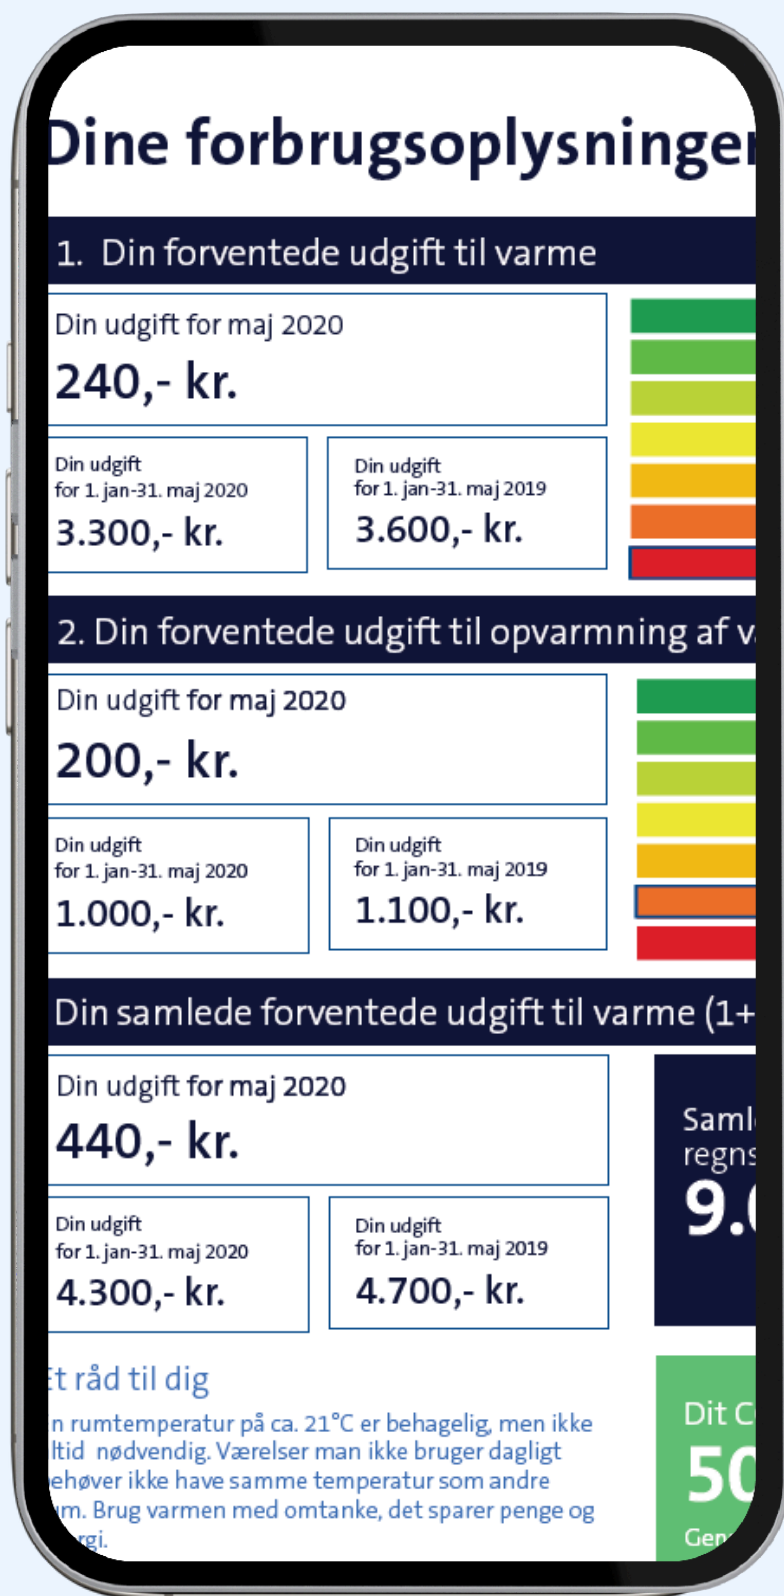 Dine forbrugsoplysninger
1. Din forventede udgift til varme
Din udgift for maj 2020
240,- kr.
Din udgift
for 1. jan-31. maj 2020
3.300,- kr.
Din udgift
for 1. jan-31. maj 2019
3.600,- kr.
2. Din forventede udgift til opvarmning af
Din udgift for maj 2020
200,- kr.
Din udgift
for 1. jan-31. maj 2020
1.000,- kr.
Din udgift
for 1. jan-31. maj 2019
1.100,- kr.
Din samlede forventede udgift til varme (1+
Din udgift for maj 2020
440,- kr.
Din udgift
for 1. jan-31. maj 2020
4.300,- kr.
Din udgift
for 1. jan-31. maj 2019
4.700,- kr.
Et råd til dig
rumtemperatur på ca. 21°C er behagelig, men ikke
nødvendig. Værelser man ikke bruger dagligt
ikke have samme temperatur som andre
Brug varmen med omtanke, det sparer penge og
Dit